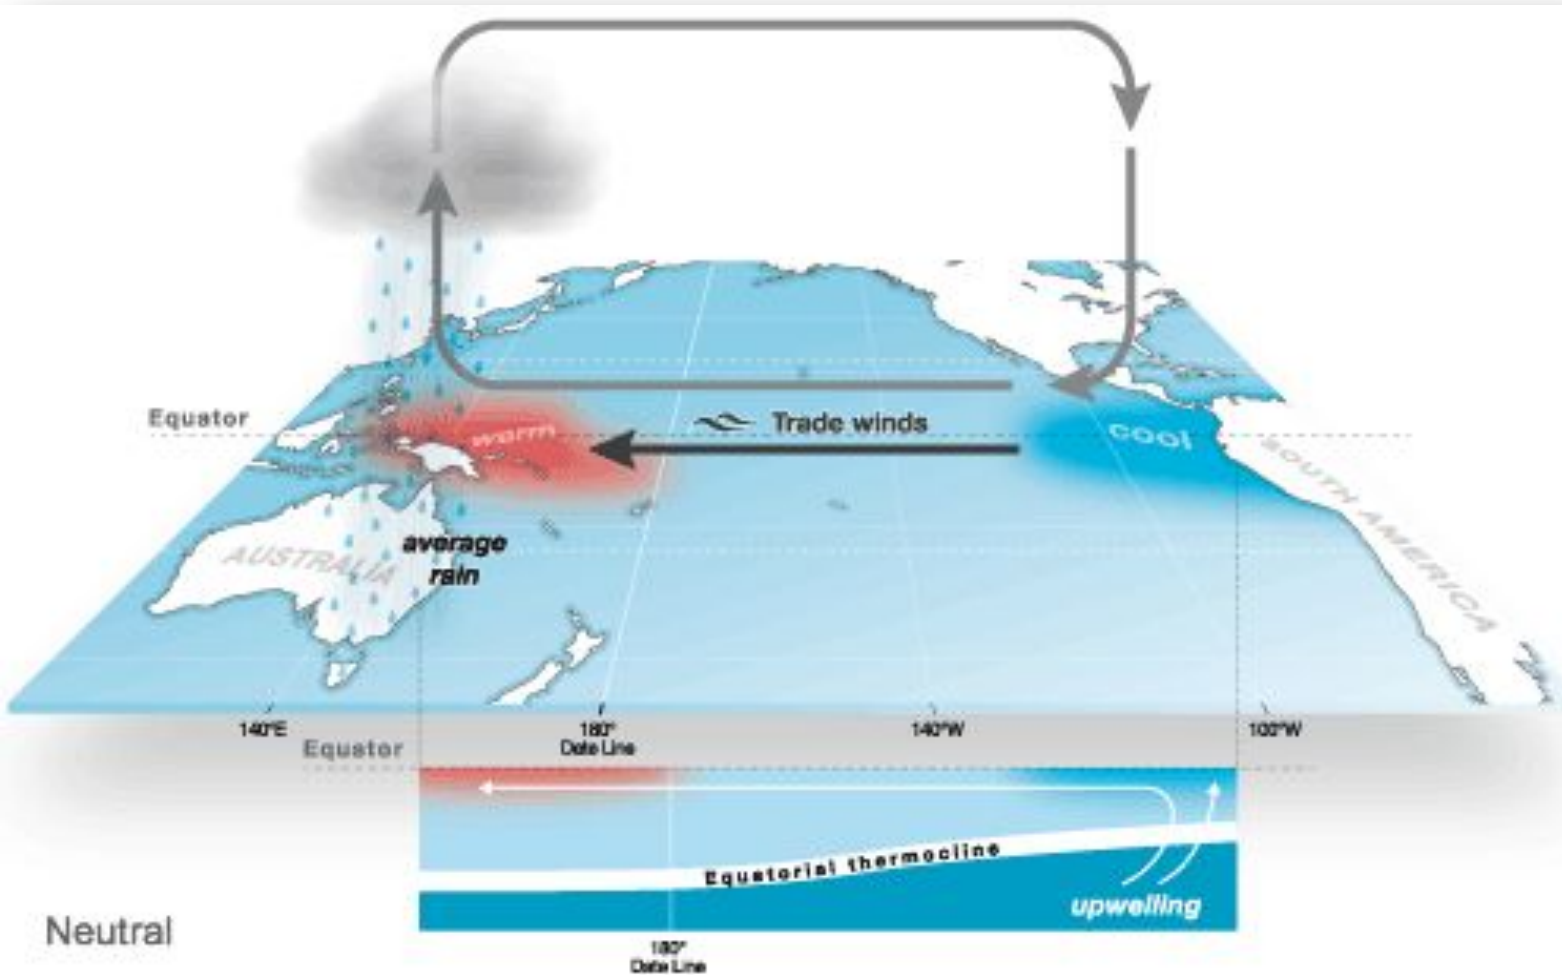 Equator
warm
Trade winds
cool
SOUTH AMERICA
AUSTRALIA
average
rain
140°E
180°
Date Line
140°W
100°W
Equator
Equatorial thermocline
upwelling
Neutral
180°
Date Line